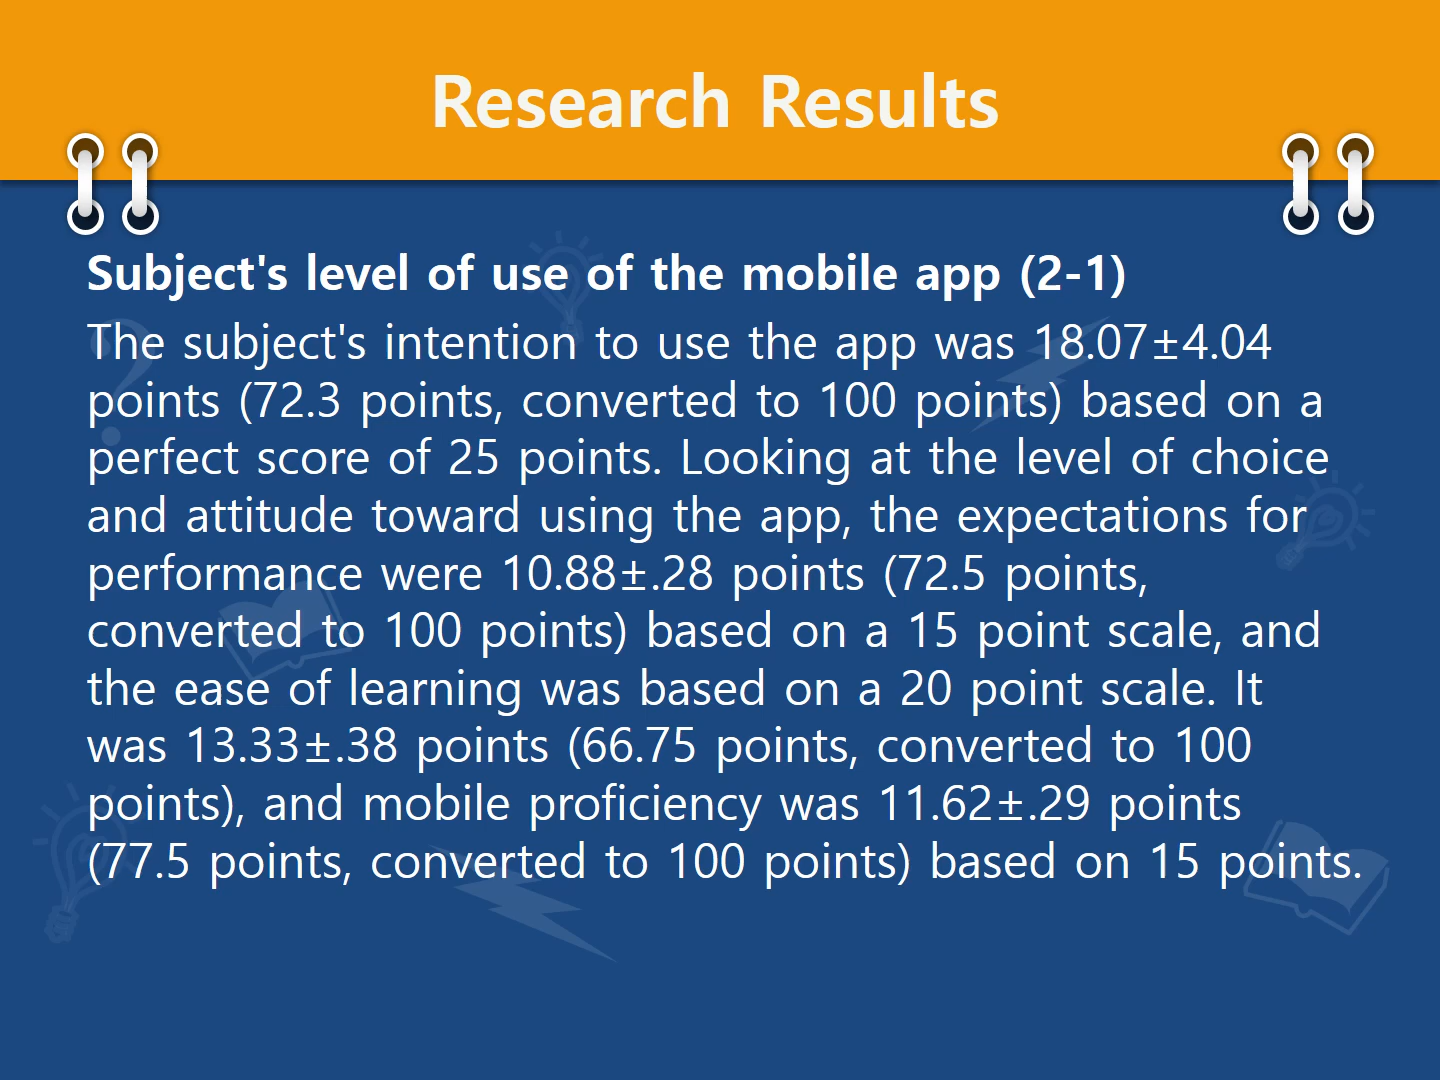 Research Results
Subject's level of use of the mobile app (2-1)
The subject's intention to use the app was 18.07±4.04
points (72.3 points, converted to 100 points) based on a
perfect score of 25 points. Looking at the level of choice
and attitude toward using the app, the expectations for
performance were 10.88±.28 points (72.5 points,
converted to 100 points) based on a 15 point scale, and
the ease of learning was based on a 20 point scale. It
was 13.33±.38 points (66.75 points, converted to 100
points), and mobile proficiency was 11.62±.29 points
(77.5 points, converted to 100 points) based on 15 points.